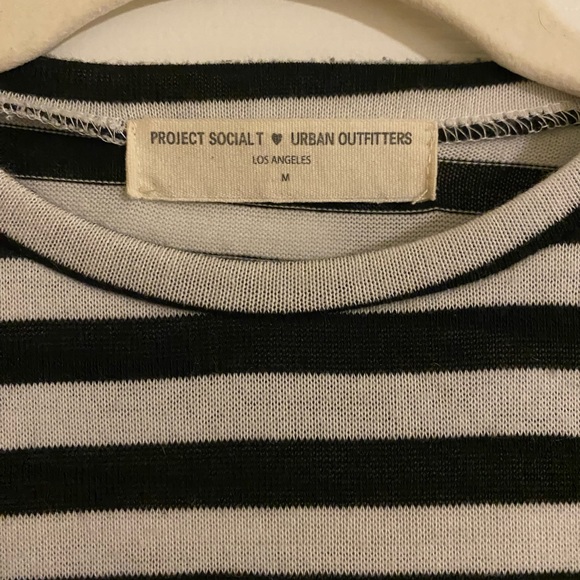 PROJECT SOCIAL T ♥ URBAN OUTFITTERS
LOS ANGELES
M